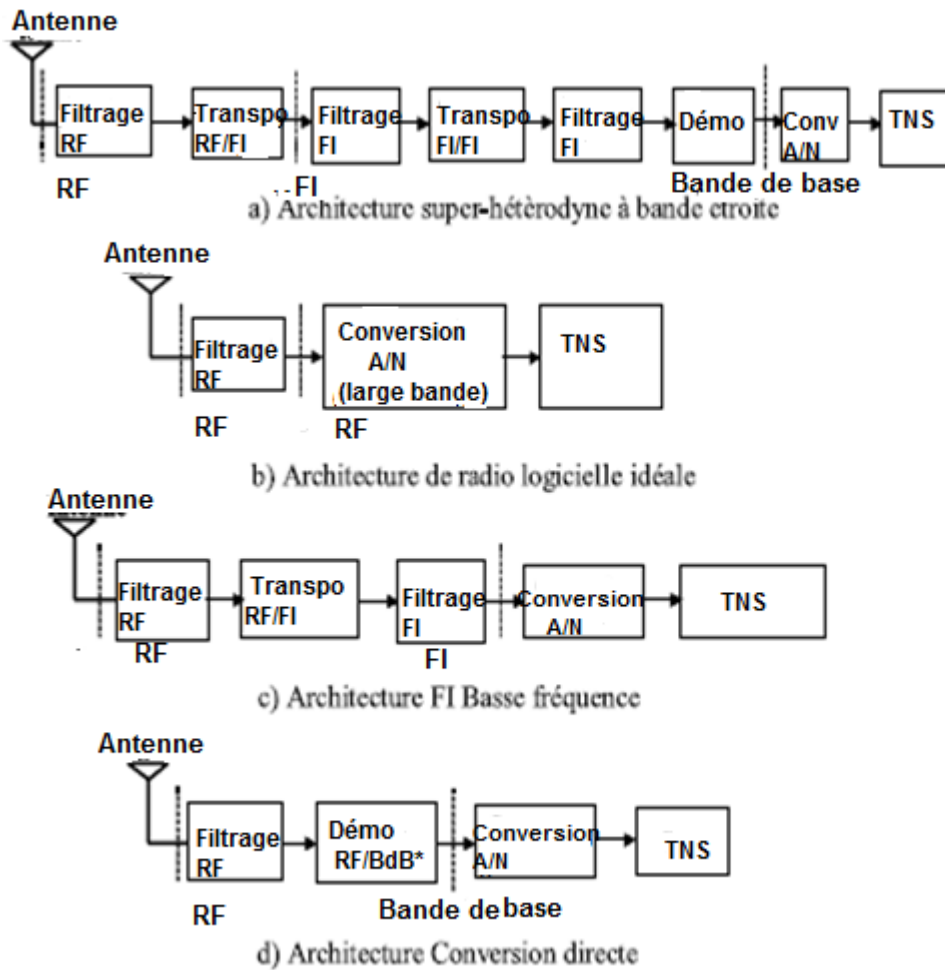 Antenne
Filtrage
RF
Transpo
RF/FI
Filtrage
FI
Transpo
FI/FI
Filtrage
FI
Démo
Conv
A/N
TNS
RF
FI
Bande de base
a) Architecture super-hétèrodyne à bande etroite
Antenne
Filtrage
RF
Conversion
A/N
(large bande)
TNS
RF
RF
b) Architecture de radio logicielle idéale
Antenne
Filtrage
RF
Transpo
RF/FI
Filtrage
FI
Conversion
A/N
TNS
RF
FI
c) Architecture FI Basse fréquence
Antenne
Filtrage
RF
Démo
RF/BdB*
Conversion
A/N
TNS
RF
Bande de base
d) Architecture Conversion directe